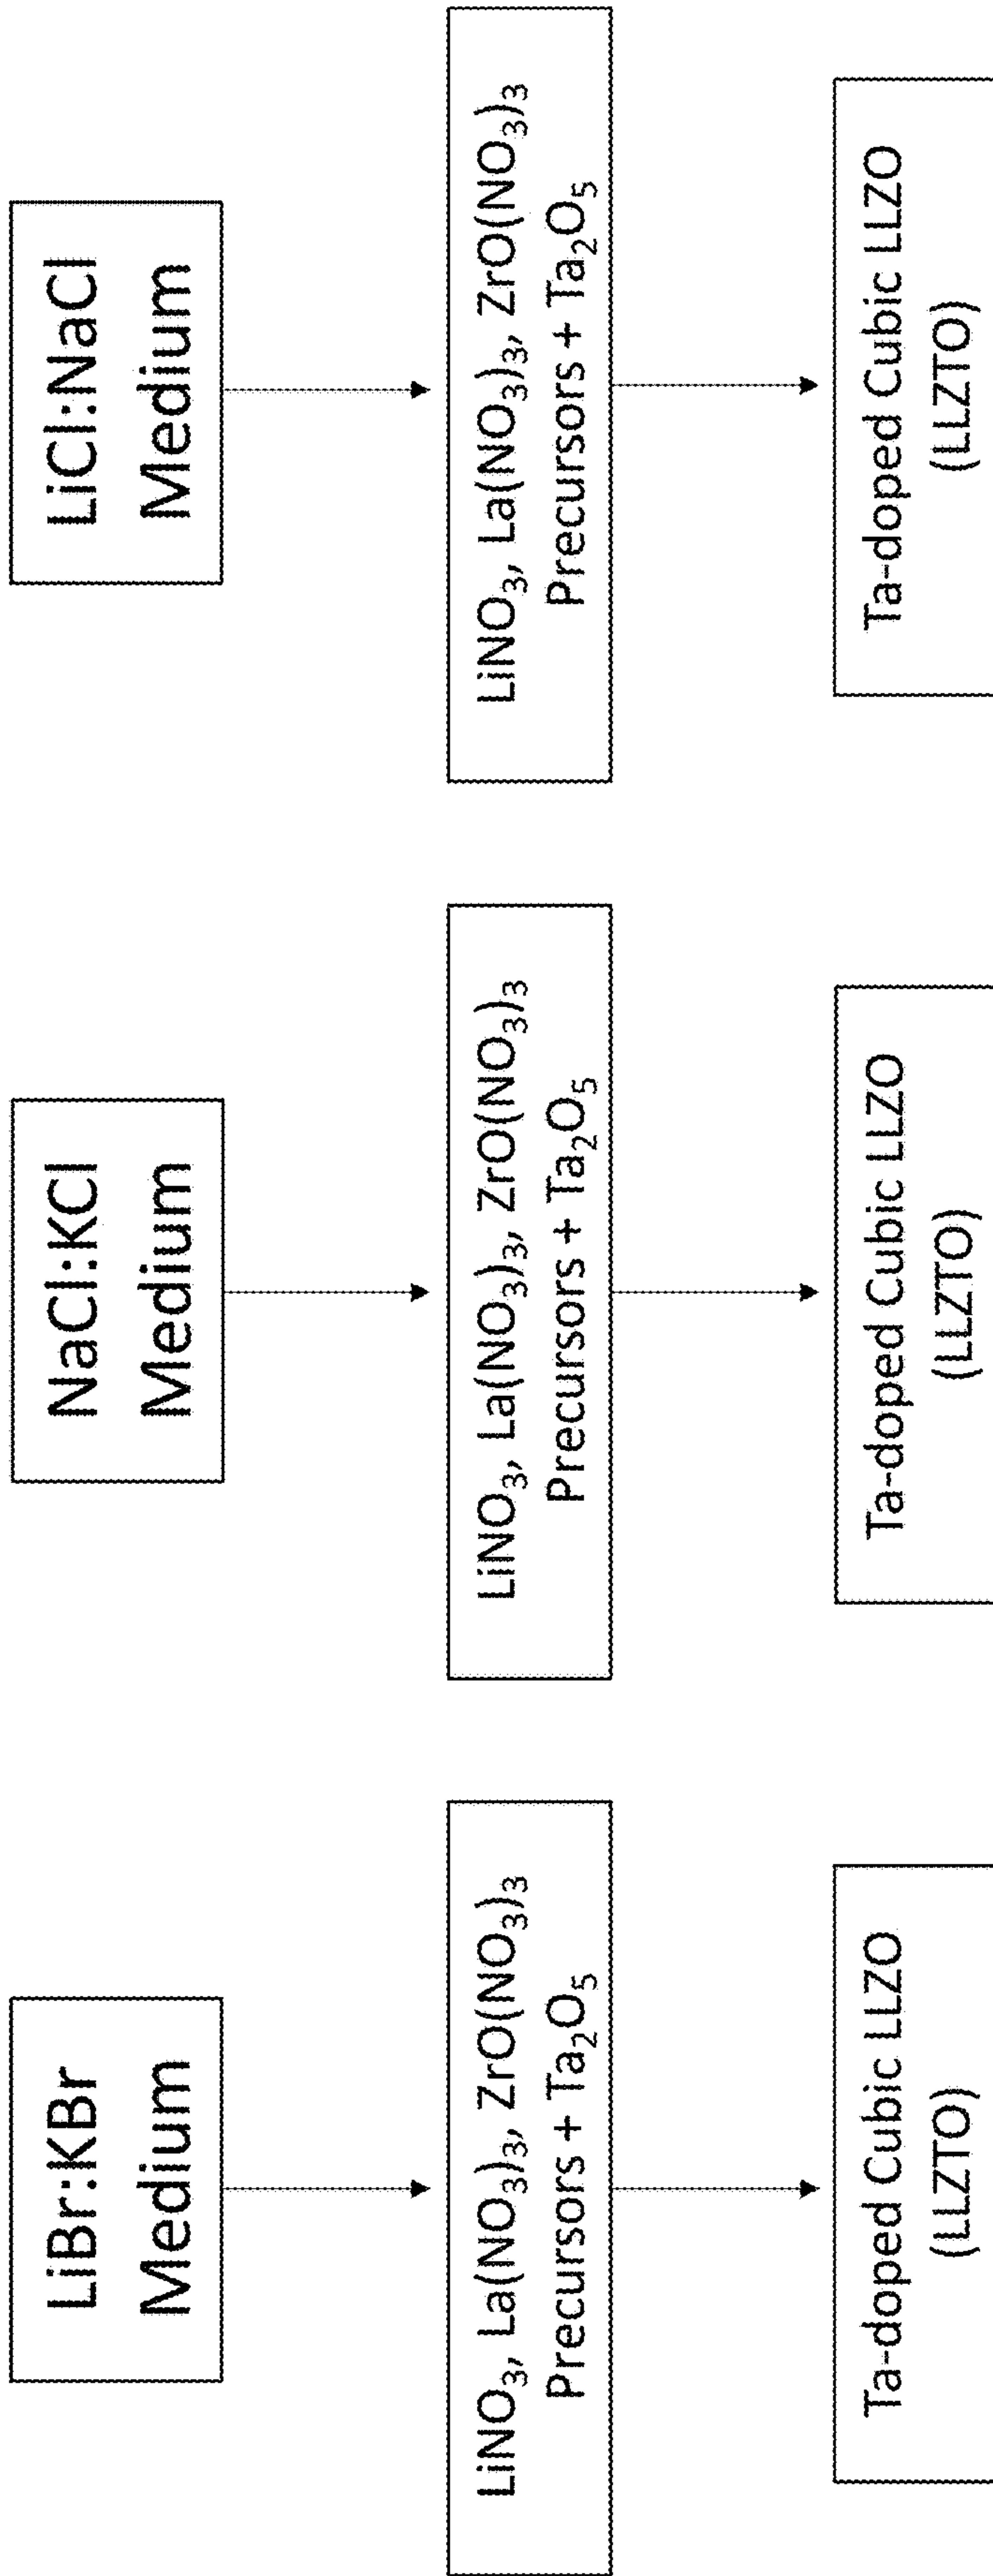 LiBr:KBr
Medium
LiNO₃, La(NO₃)₃, ZrO(NO₃)₃
Precursors + Ta₂O₅
Ta-doped Cubic LLZO
(LLZTO)
NaCl:KCl
Medium
LiNO₃, La(NO₃)₃, ZrO(NO₃)₃
Precursors + Ta₂O₅
Ta-doped Cubic LLZO
(LLZTO)
LiCl:NaCl
Medium
LiNO₃, La(NO₃)₃, ZrO(NO₃)₃
Precursors + Ta₂O₅
Ta-doped Cubic LLZO
(LLZTO)